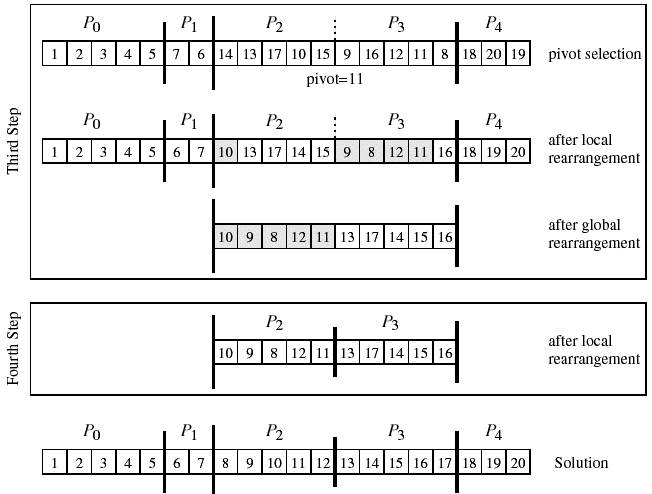 Third Step
P0 P1 P2 P3 P4
1 2 3 4 5 7 6 14 13 17 10 15 9 16 12 11 8 18 20 19 pivot selection
pivot=11
P0 P1 P2 P3 P4
1 2 3 4 5 6 7 10 13 17 14 15 9 8 12 11 16 18 19 20 after local
rearrangement
10 9 8 12 11 13 17 14 15 16 after global
rearrangement
Fourth Step
P2 P3
10 9 8 12 11 13 17 14 15 16 after local
rearrangement
P0 P1 P2 P3 P4
1 2 3 4 5 6 7 8 9 10 11 12 13 14 15 16 17 18 19 20 Solution